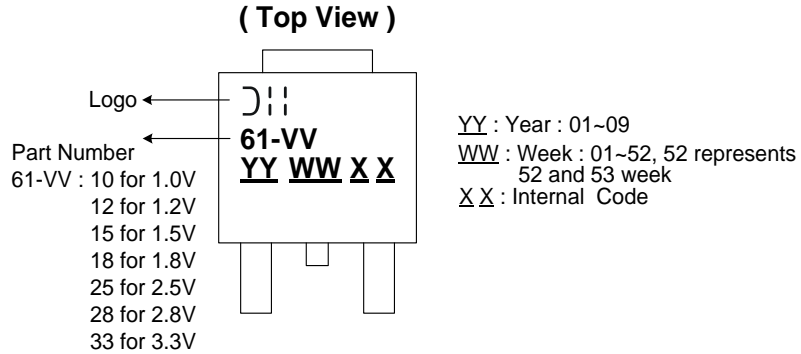 ( Top View )
Logo
61-VV
YY WW X X
Part Number
61-VV : 10 for 1.0V
12 for 1.2V
15 for 1.5V
18 for 1.8V
25 for 2.5V
28 for 2.8V
33 for 3.3V
YY : Year : 01~09
WW : Week : 01~52, 52 represents
52 and 53 week
X X : Internal Code